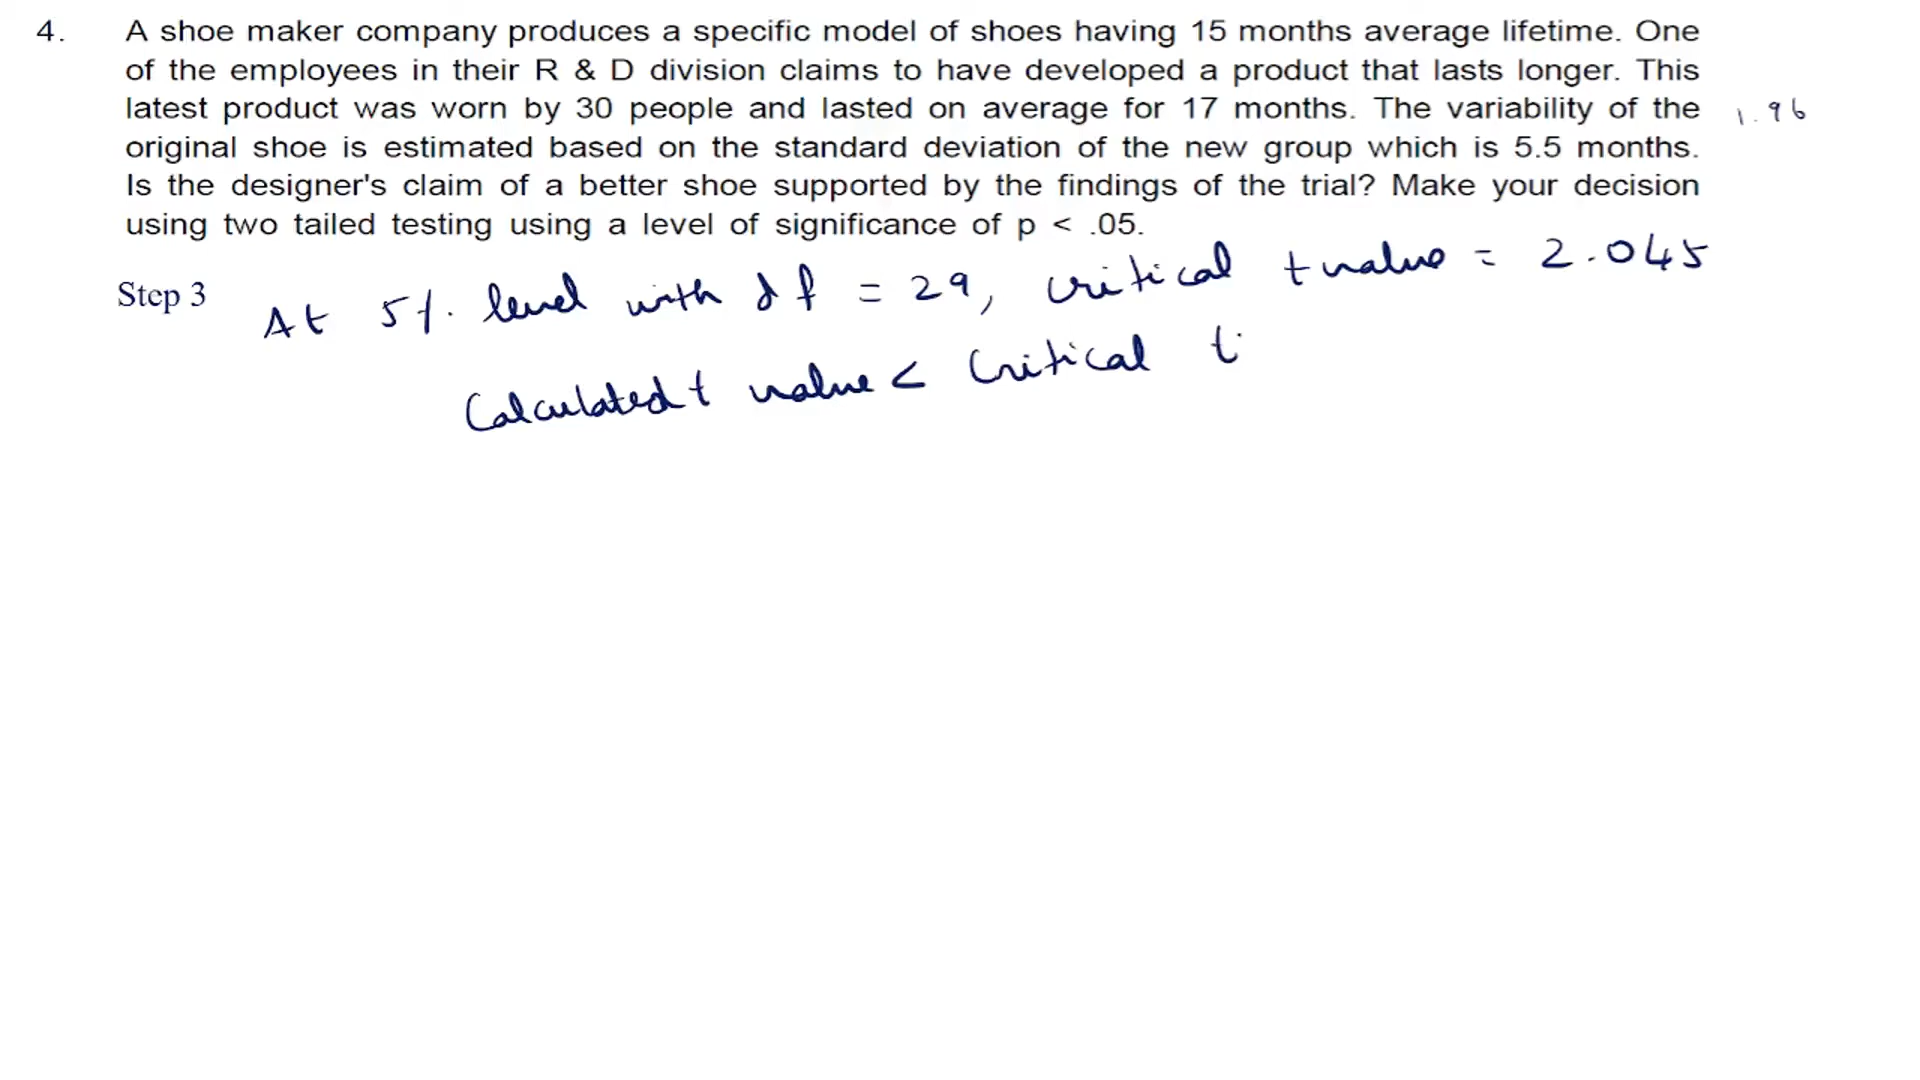 4. A shoe maker company produces a specific model of shoes having 15 months average lifetime. One
of the employees in their R & D division claims to have developed a product that lasts longer. This
latest product was worn by 30 people and lasted on average for 17 months. The variability of the
1.96
original shoe is estimated based on the standard deviation of the new group which is 5.5 months.
Is the designer's claim of a better shoe supported by the findings of the trial? Make your decision
using two tailed testing using a level of significance of p < .05.
Step 3 At 5%. level with df = 29, critical t value = 2.045
Calculated t value < Critical t